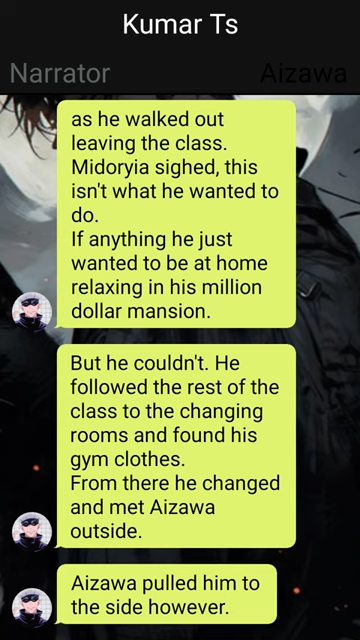 Kumar Ts
Narrator
Aizawa
as he walked out
leaving the class.
Midoryia sighed, this
isn't what he wanted to
do.
If anything he just
wanted to be at home
relaxing in his million
dollar mansion.
But he couldn't. He
followed the rest of the
class to the changing
rooms and found his
gym clothes.
From there he changed
and met Aizawa
outside.
Aizawa pulled him to
the side however.